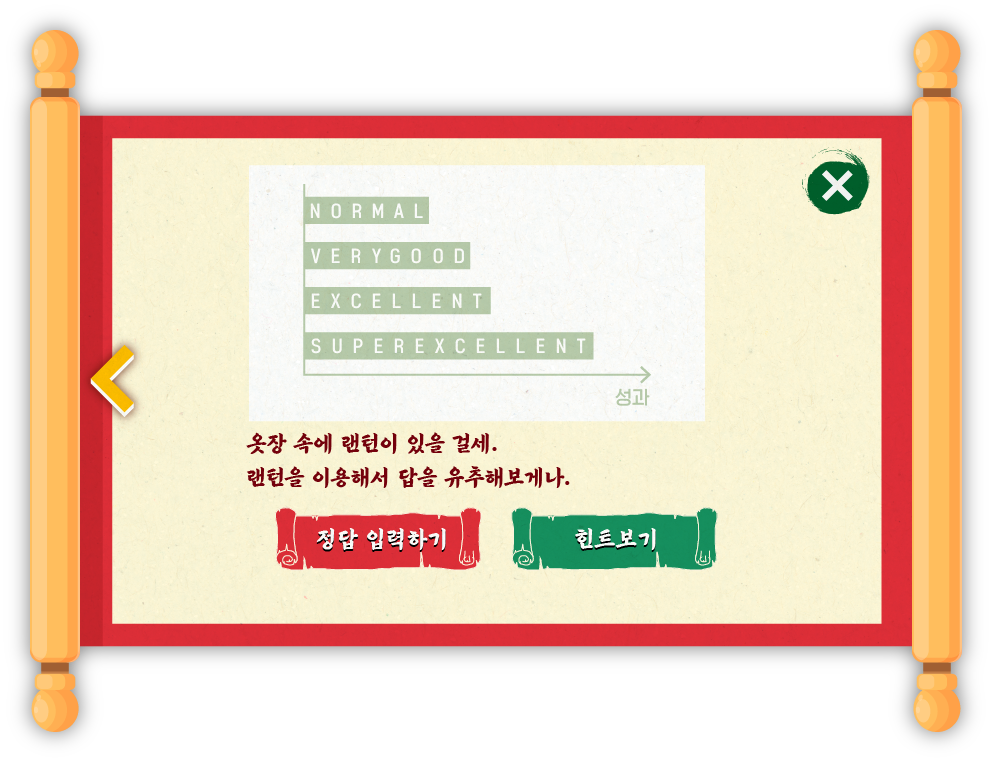 NORMAL
VERYGOOD
EXCELLENT
SUPEREXCELLENT
성과
옷장 속에 랜턴이 있을 걸세.
랜턴을 이용해서 답을 유추해보게나.
정답 입력하기
힌트보기